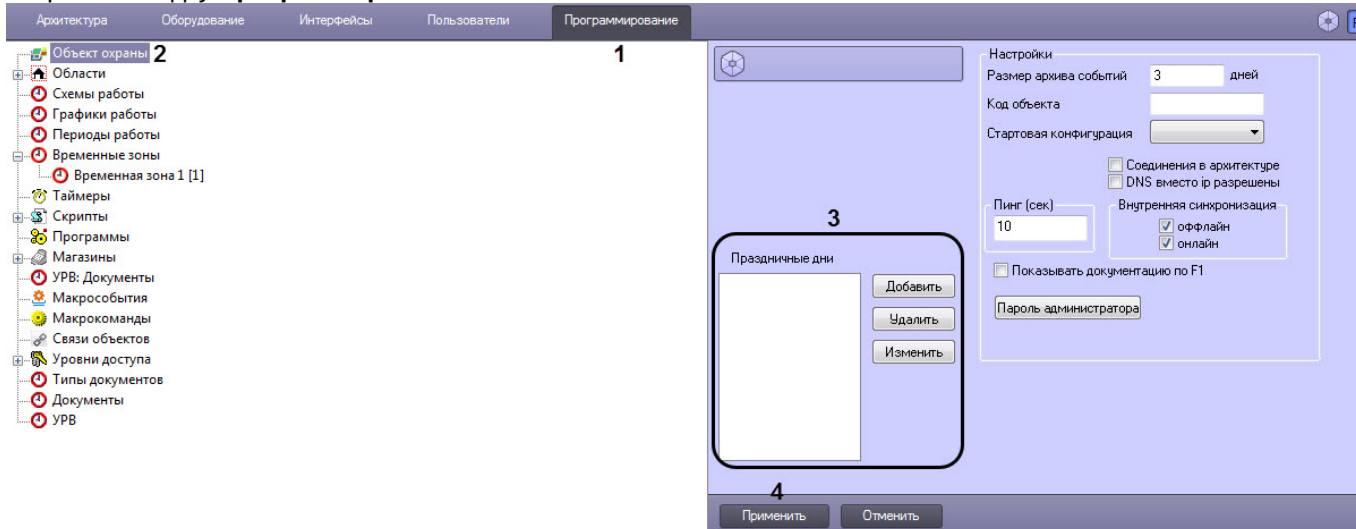 Архитектура Оборудование Интерфейсы Пользователи Программирование
1
Объект охраны 2
Области
Схемы работы
Графики работы
Периоды работы
Временные зоны
Временная зона 1 [1]
Таймеры
Скрипты
Программы
Магазины
УРВ: Документы
Макрособытия
Макрокоманды
Связи объектов
Уровни доступа
Типы документов
Документы
УРВ
3
Праздничные дни
Добавить
Удалить
Изменить
Настройки
Размер архива событий 3 дней
Код объекта
Стартовая конфигурация
Соединения в архитектуре
DNS вместо ip разрешены
Пинг (сек)
10
Внутренняя синхронизация
оффлайн
онлайн
Показывать документацию по F1
Пароль администратора
4
Применить Отменить